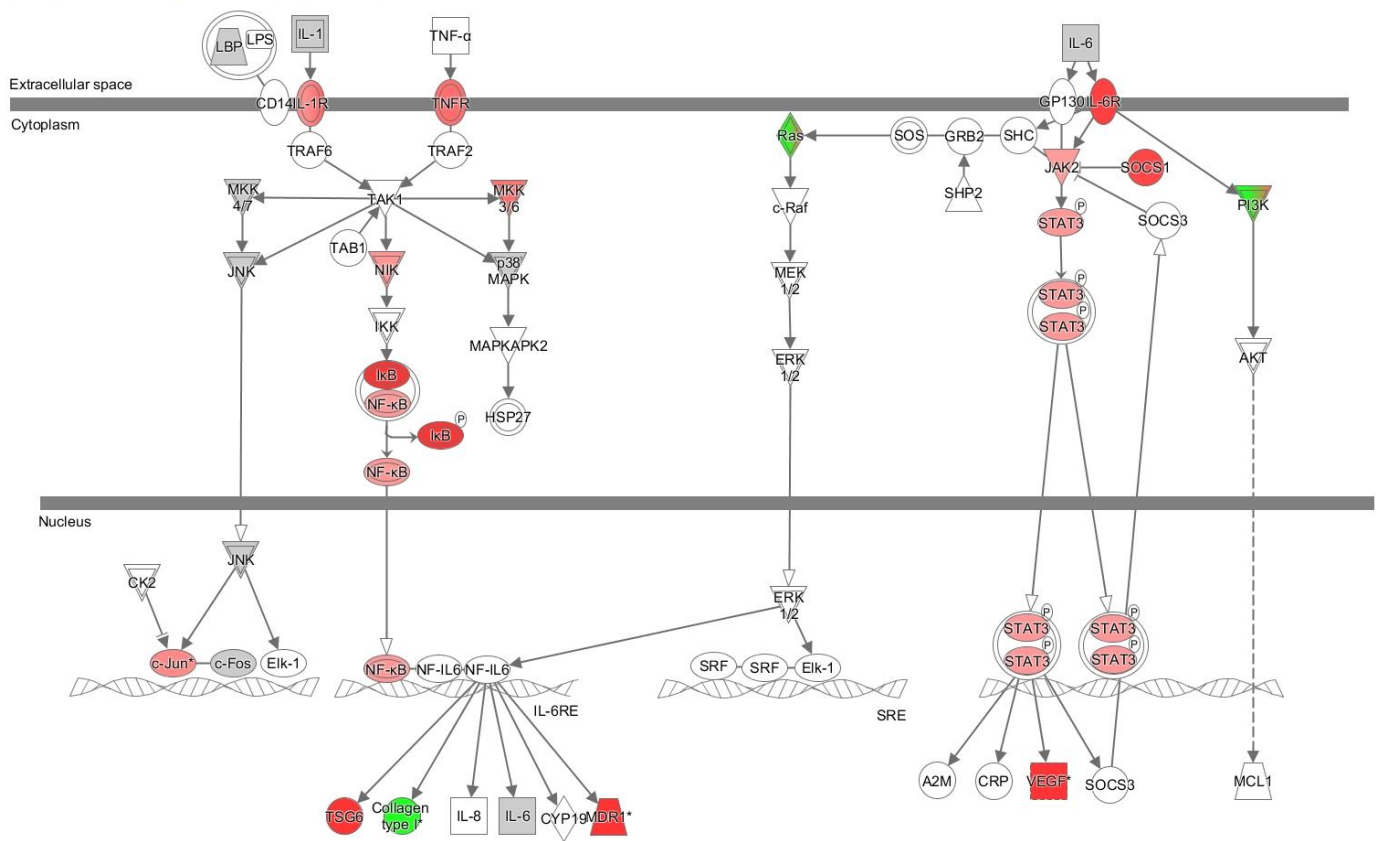 LBP
LPS
IL-1
TNF-α
IL-6
Extracellular space
CD14
IL-1R
TNFR
GP130
IL-6R
Cytoplasm
TRAF6
TRAF2
Ras
SOS
GRB2
SHC
JAK2
SOCS1
MKK
4/7
TAK1
MKK
3/6
c-Raf
SHP2
P
STAT3
SOCS3
PI3K
TAB1
JNK
NIK
p38
MAPK
MEK
1/2
P
STAT3
P
STAT3
IKK
MAPKAPK2
ERK
1/2
AKT
IκB
NF-κB
HSP27
P
IκB
NF-κB
Nucleus
JNK
CK2
ERK
1/2
c-Jun*
c-Fos
Elk-1
NF-κB
NF-IL6
NF-IL6
SRF
SRF
Elk-1
P
STAT3
P
STAT3
P
STAT3
P
STAT3
IL-6RE
SRE
A2M
CRP
VEGF*
SOCS3
MCL1
TSG6
Collagen
type I*
IL-8
IL-6
CYP19
MDR1*